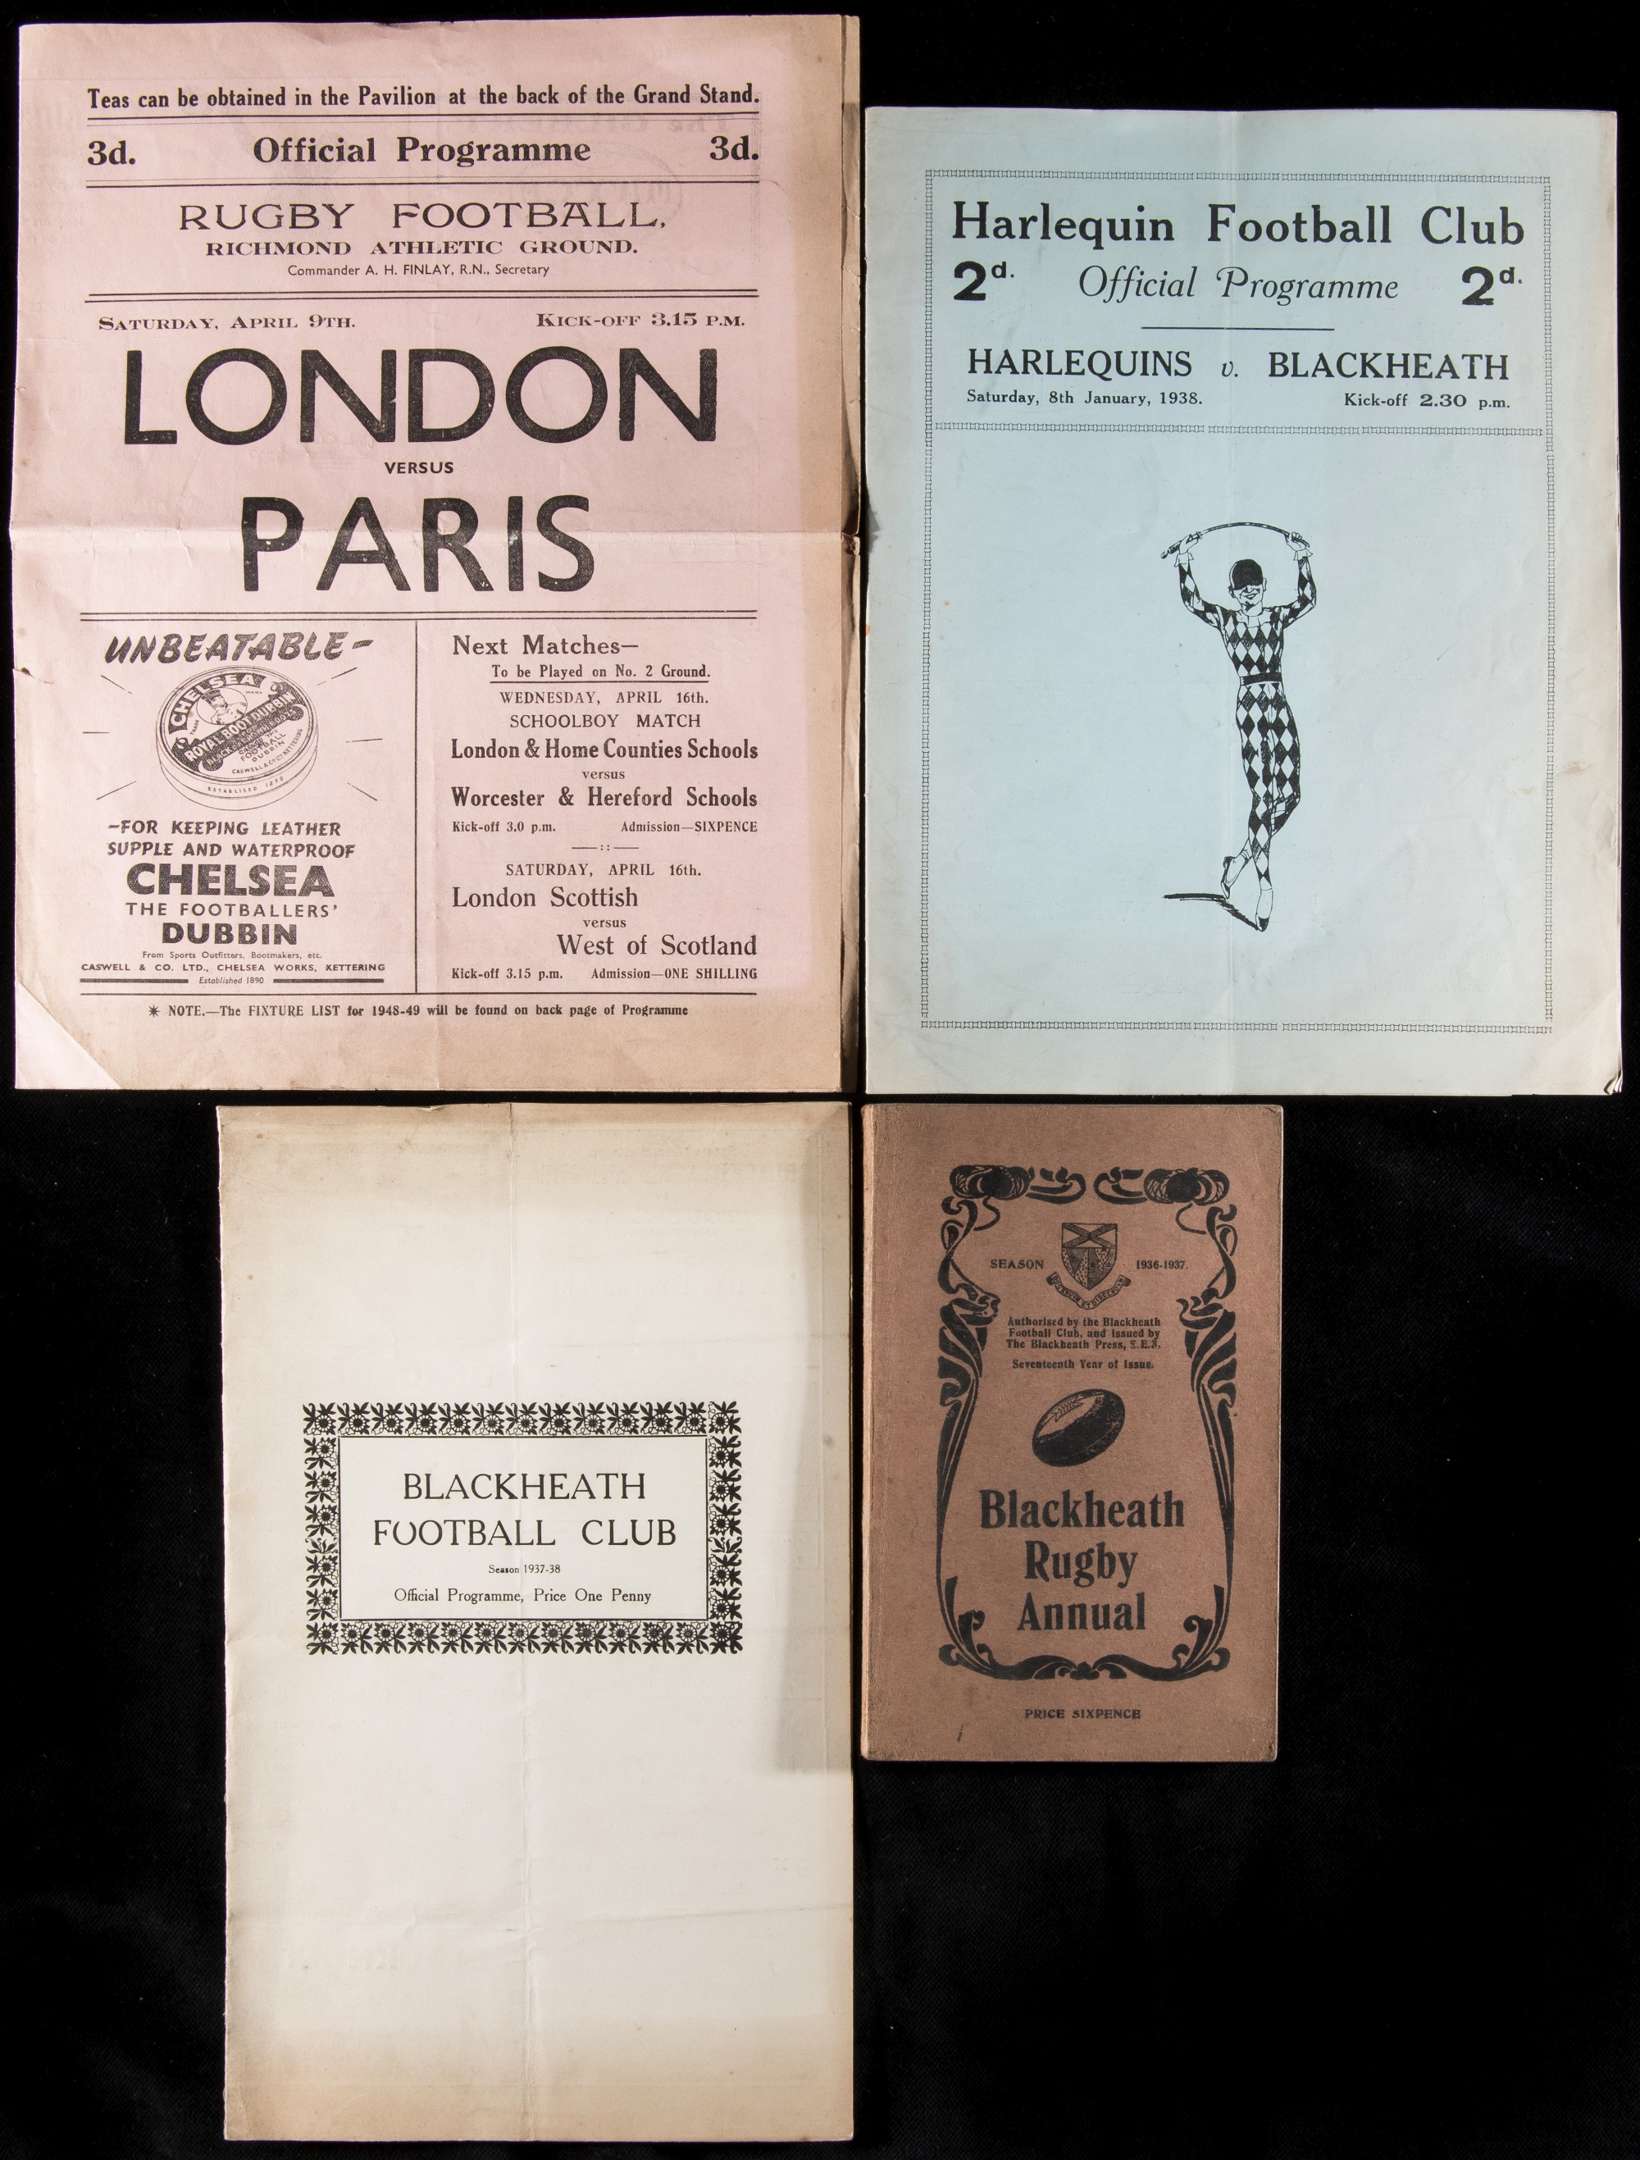 Teas can be obtained in the Pavilion at the back of the Grand Stand.
3d. Official Programme 3d.
RUGBY FOOTBALL,
RICHMOND ATHLETIC GROUND.
Commander A. H. FINLAY, R.N., Secretary
SATURDAY, APRIL 9TH. KICK-OFF 3.15 P.M.
LONDON
VERSUS
PARIS
UNBEATABLE-
CHELSEA
ROYAL ROOT DUBBIN
FOOTBALL
DUBBIN
-FOR KEEPING LEATHER
SUPPLE AND WATERPROOF
CHELSEA
THE FOOTBALLERS'
DUBBIN
From Sports Outfitters, Bootmakers, etc.
CASWELL & CO. LTD., CHELSEA WORKS, KETTERING
Established 1890
Next Matches—
To be Played on No. 2 Ground.
WEDNESDAY, APRIL 16th.
SCHOOLBOY MATCH
London & Home Counties Schools
versus
Worcester & Hereford Schools
Kick-off 3.0 p.m. Admission—SIXPENCE
SATURDAY, APRIL 16th.
London Scottish
versus
West of Scotland
Kick-off 3.15 p.m. Admission—ONE SHILLING
* NOTE.—The FIXTURE LIST for 1948-49 will be found on back page of Programme
Harlequin Football Club
2d. Official Programme 2d.
HARLEQUINS v. BLACKHEATH
Saturday, 8th January, 1938. Kick-off 2.30 p.m.
BLACKHEATH
FOOTBALL CLUB
Season 1937-38
Official Programme, Price One Penny
SEASON 1936-1937.
Authorised by the Blackheath
Football Club, and issued by
The Blackheath Press, S.E.3.
Seventeenth Year of Issue.
Blackheath
Rugby
Annual
PRICE SIXPENCE